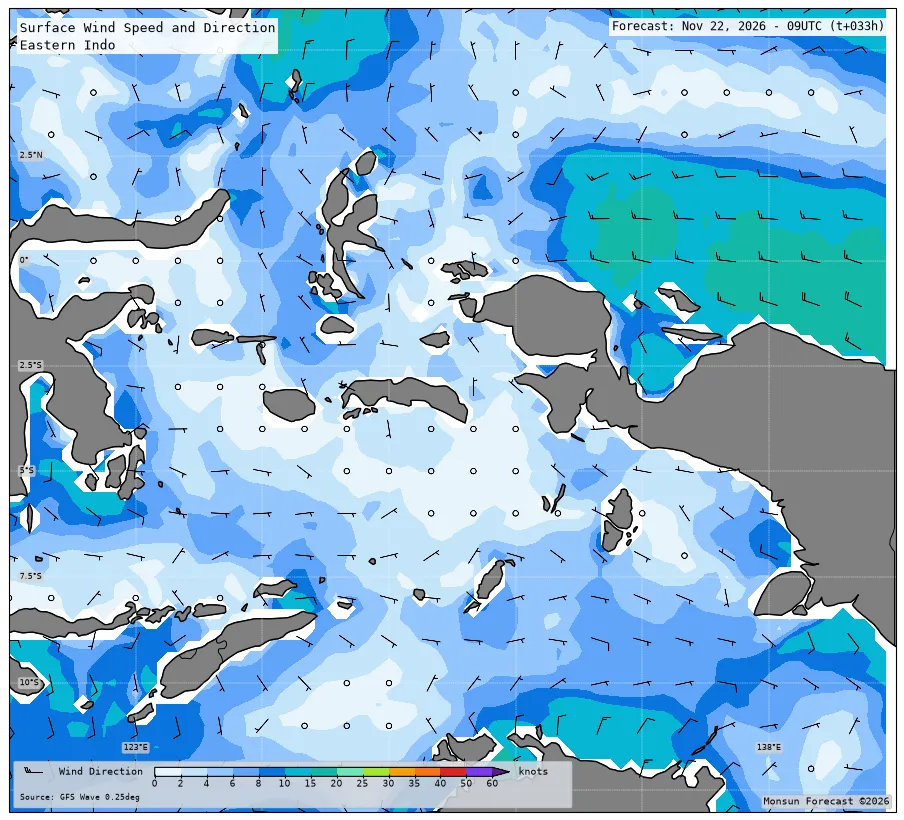 Surface Wind Speed and Direction
Eastern Indo
Forecast: Nov 22, 2026 - 09UTC (t+033h)
2.5°N
0°
2.5°S
5°S
7.5°S
10°S
123°E
138°E
Wind Direction
0 2 4 6 8 10 15 20 25 30 35 40 50 60
knots
Source: GFS Wave 0.25deg
Monsun Forecast ©2026